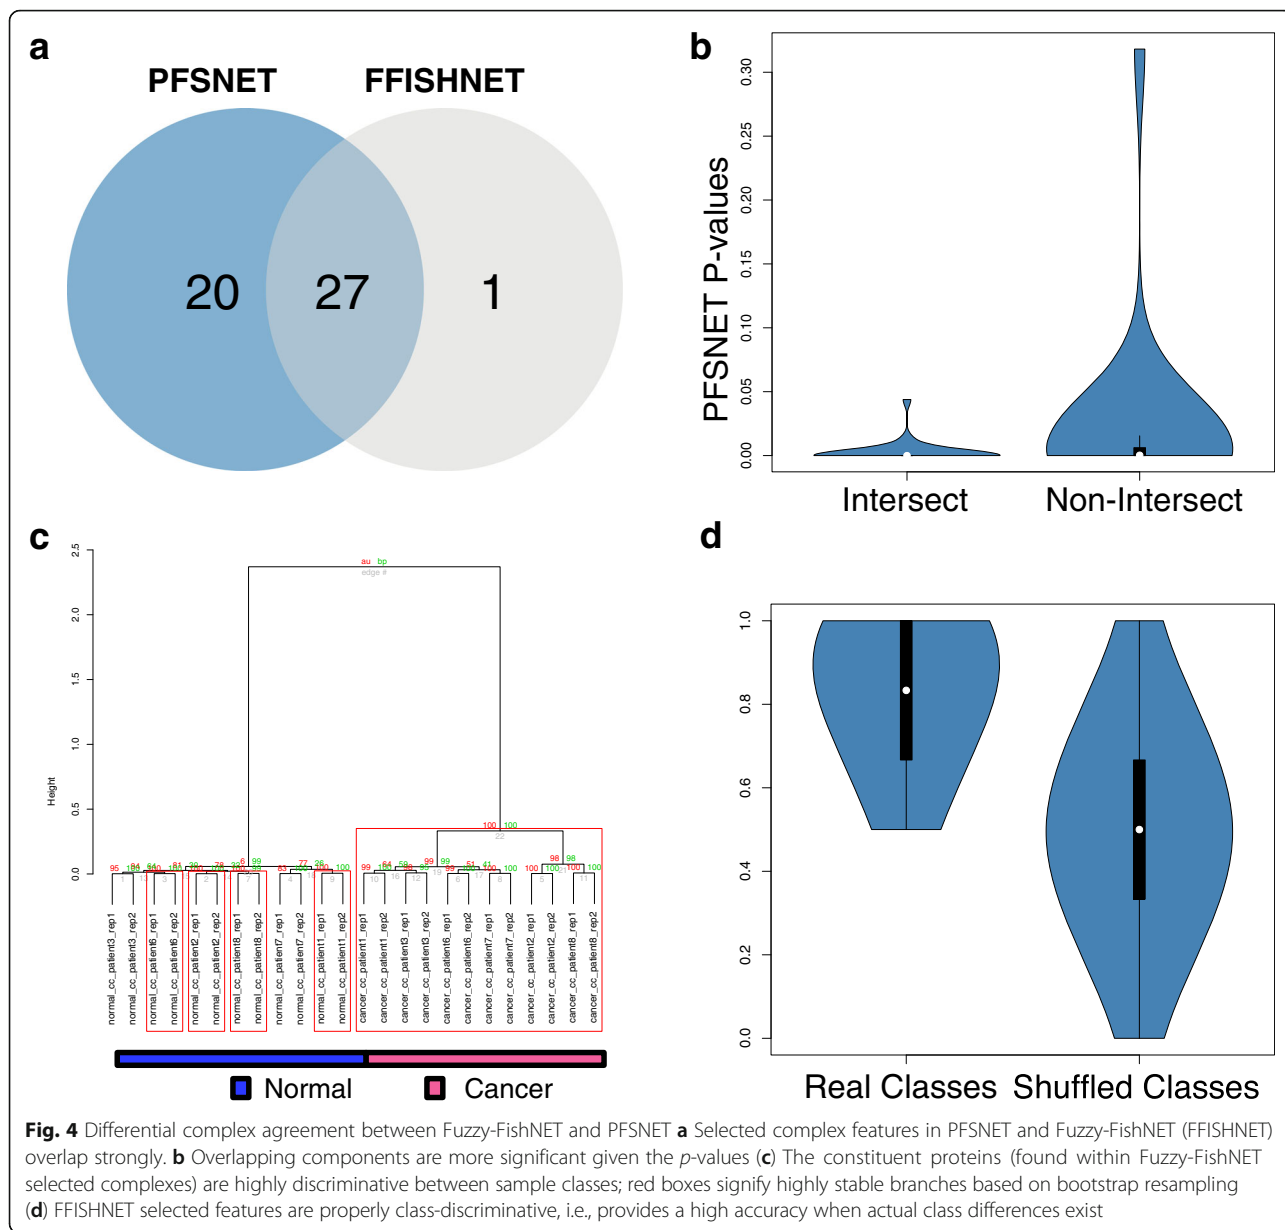 a
PFSNET FFISHNET
20 27 1
b
PFSNET P-values
0.30
0.25
0.20
0.15
0.10
0.05
0.00
Intersect Non-Intersect
c
Height
2.5
2.0
1.5
1.0
0.5
0.0
au bp
edge #
100 100
22
normal_cc_patient3_rep1
normal_cc_patient3_rep2
normal_cc_patient6_rep1
normal_cc_patient6_rep2
normal_cc_patient2_rep1
normal_cc_patient2_rep2
normal_cc_patient8_rep1
normal_cc_patient8_rep2
normal_cc_patient7_rep1
normal_cc_patient7_rep2
normal_cc_patient1_rep1
normal_cc_patient1_rep2
cancer_cc_patient1_rep1
cancer_cc_patient1_rep2
cancer_cc_patient3_rep1
cancer_cc_patient3_rep2
cancer_cc_patient6_rep1
cancer_cc_patient6_rep2
cancer_cc_patient7_rep1
cancer_cc_patient7_rep2
cancer_cc_patient2_rep1
cancer_cc_patient2_rep2
cancer_cc_patient8_rep1
cancer_cc_patient8_rep2
Normal Cancer
d
1.0
0.8
0.6
0.4
0.2
0.0
Real Classes Shuffled Classes
Fig. 4 Differential complex agreement between Fuzzy-FishNET and PFSNET a Selected complex features in PFSNET and Fuzzy-FishNET (FFISHNET)
overlap strongly. b Overlapping components are more significant given the p-values (c) The constituent proteins (found within Fuzzy-FishNET
selected complexes) are highly discriminative between sample classes; red boxes signify highly stable branches based on bootstrap resampling
(d) FFISHNET selected features are properly class-discriminative, i.e., provides a high accuracy when actual class differences exist